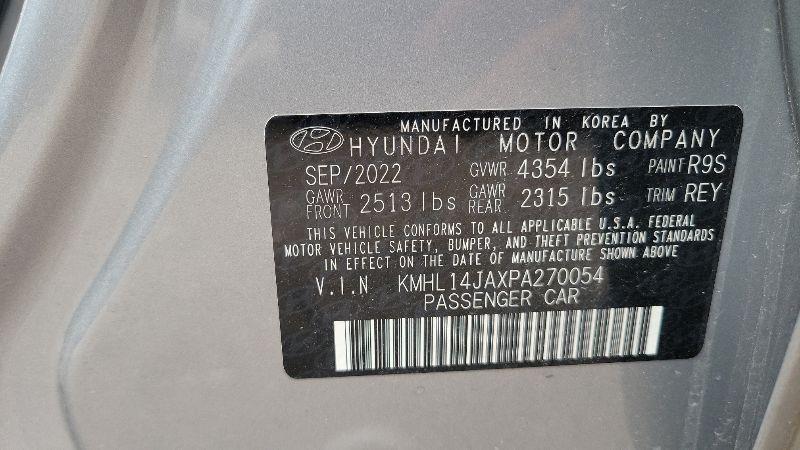 MANUFACTURED IN KOREA BY
HYUNDAI MOTOR COMPANY
SEP/2022 GVWR 4354 lbs PAINT R9S
GAWR FRONT 2513 lbs GAWR REAR 2315 lbs TRIM REY
THIS VEHICLE CONFORMS TO ALL APPLICABLE U.S.A. FEDERAL
MOTOR VEHICLE SAFETY, BUMPER, AND THEFT PREVENTION STANDARDS
IN EFFECT ON THE DATE OF MANUFACTURE SHOWN ABOVE
V.I.N KMHL14JAXPA270054
PASSENGER CAR